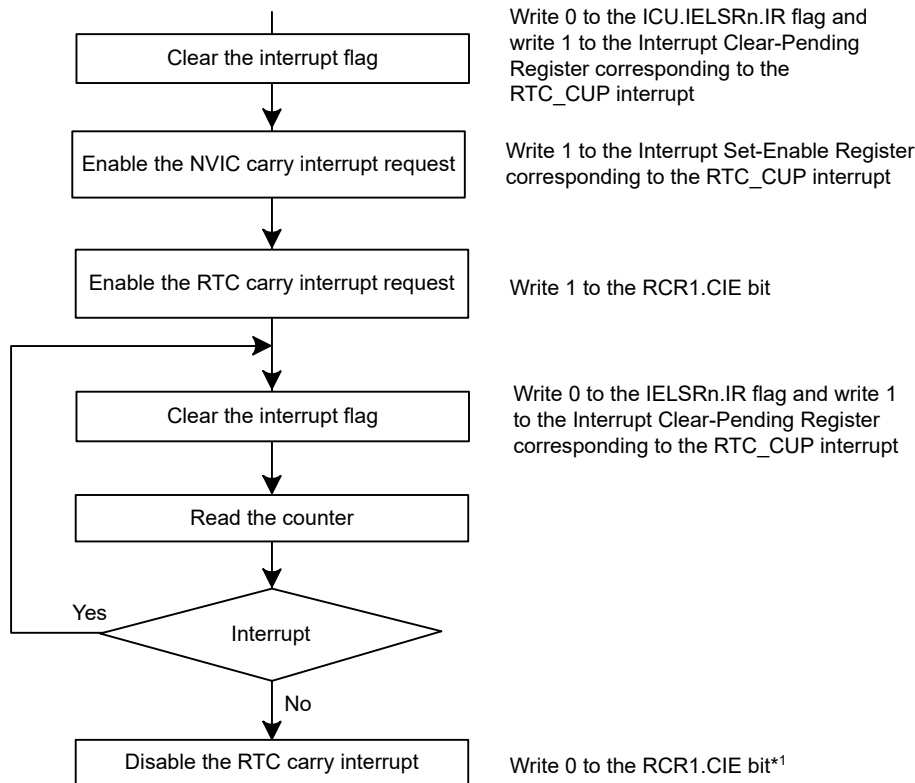 Write 0 to the ICU.IELSRn.IR flag and
write 1 to the Interrupt Clear-Pending
Register corresponding to the
RTC_CUP interrupt
Clear the interrupt flag
Enable the NVIC carry interrupt request
Write 1 to the Interrupt Set-Enable Register
corresponding to the RTC_CUP interrupt
Enable the RTC carry interrupt request
Write 1 to the RCR1.CIE bit
Clear the interrupt flag
Write 0 to the IELSRn.IR flag and write 1
to the Interrupt Clear-Pending Register
corresponding to the RTC_CUP interrupt
Read the counter
Yes
Interrupt
No
Disable the RTC carry interrupt
Write 0 to the RCR1.CIE bit*1